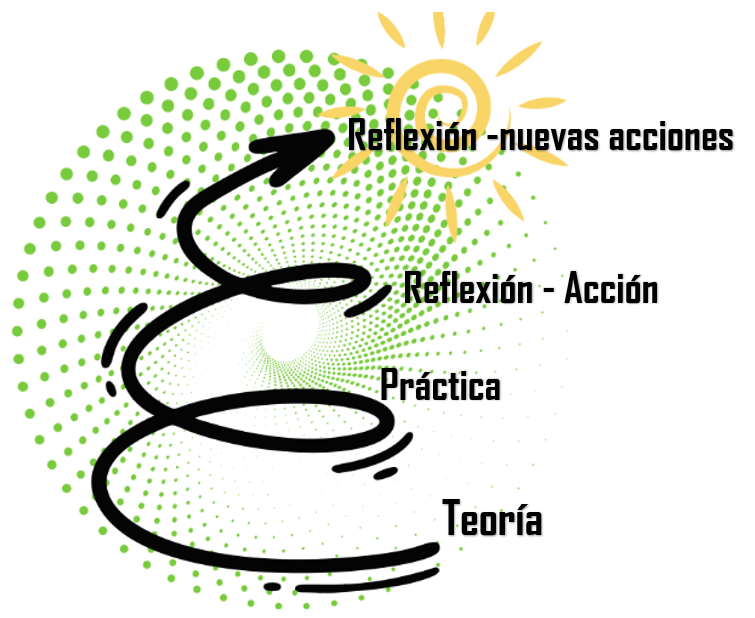 Reflexión -nuevas acciones
Reflexión - Acción
Práctica
Teoría